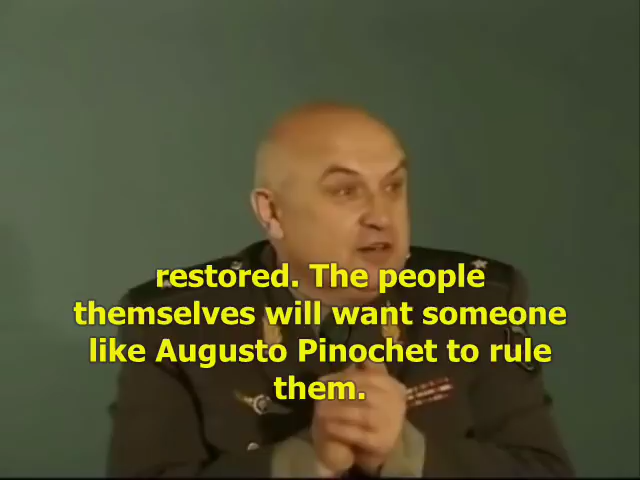 restored. The people
themselves will want someone
like Augusto Pinochet to rule
them.